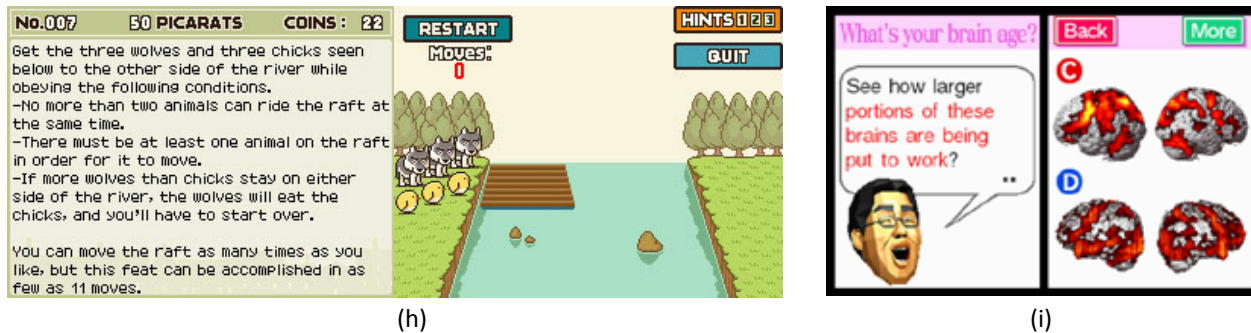 No.007 50 PICARATS COINS: 22
Get the three wolves and three chicks seen
below to the other side of the river while
obeying the following conditions.
-No more than two animals can ride the raft at
the same time.
-There must be at least one animal on the raft
in order for it to move.
-If more wolves than chicks stay on either
side of the river, the wolves will eat the
chicks, and you'll have to start over.
You can move the raft as many times as you
like, but this feat can be accomplished in as
few as 11 moves.
RESTART
Moves:
0
HINTS 1 2 3
QUIT
(h)
What's your brain age?
See how larger
portions of these
brains are being
put to work?
Back More
C
D
(i)